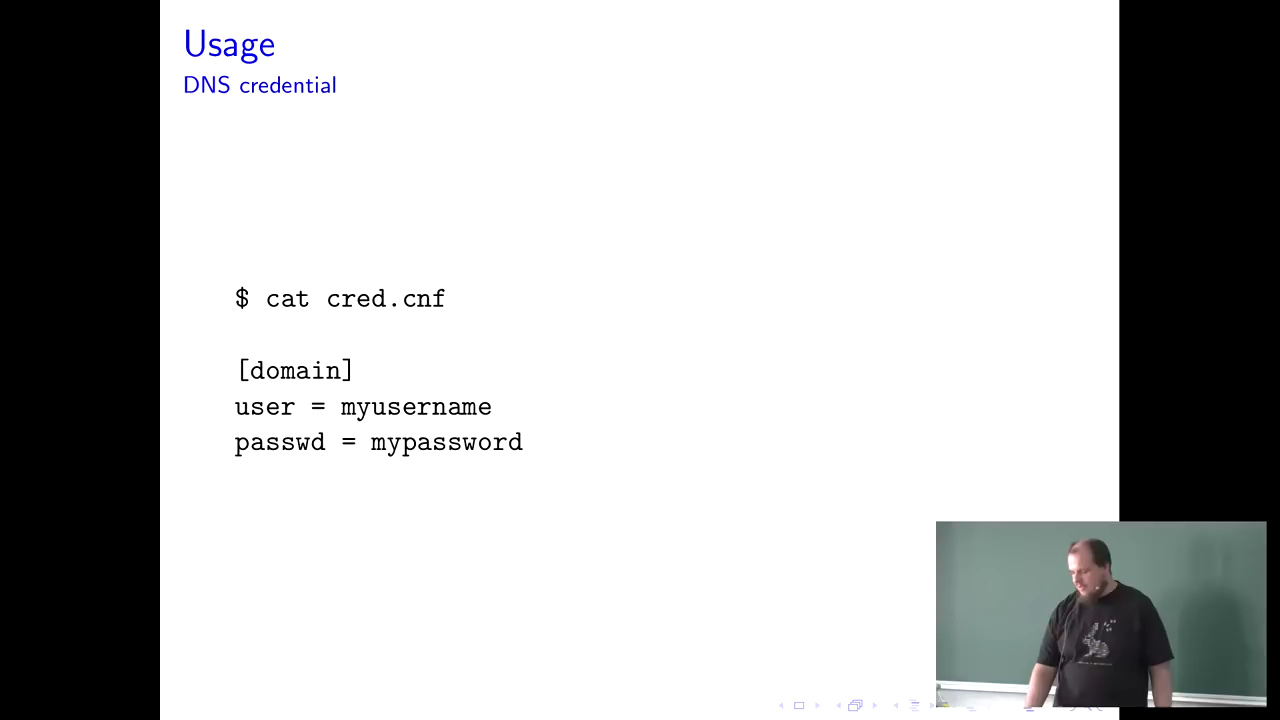 Usage
DNS credential
$ cat cred.cnf
[domain]
user = myusername
passwd = mypassword